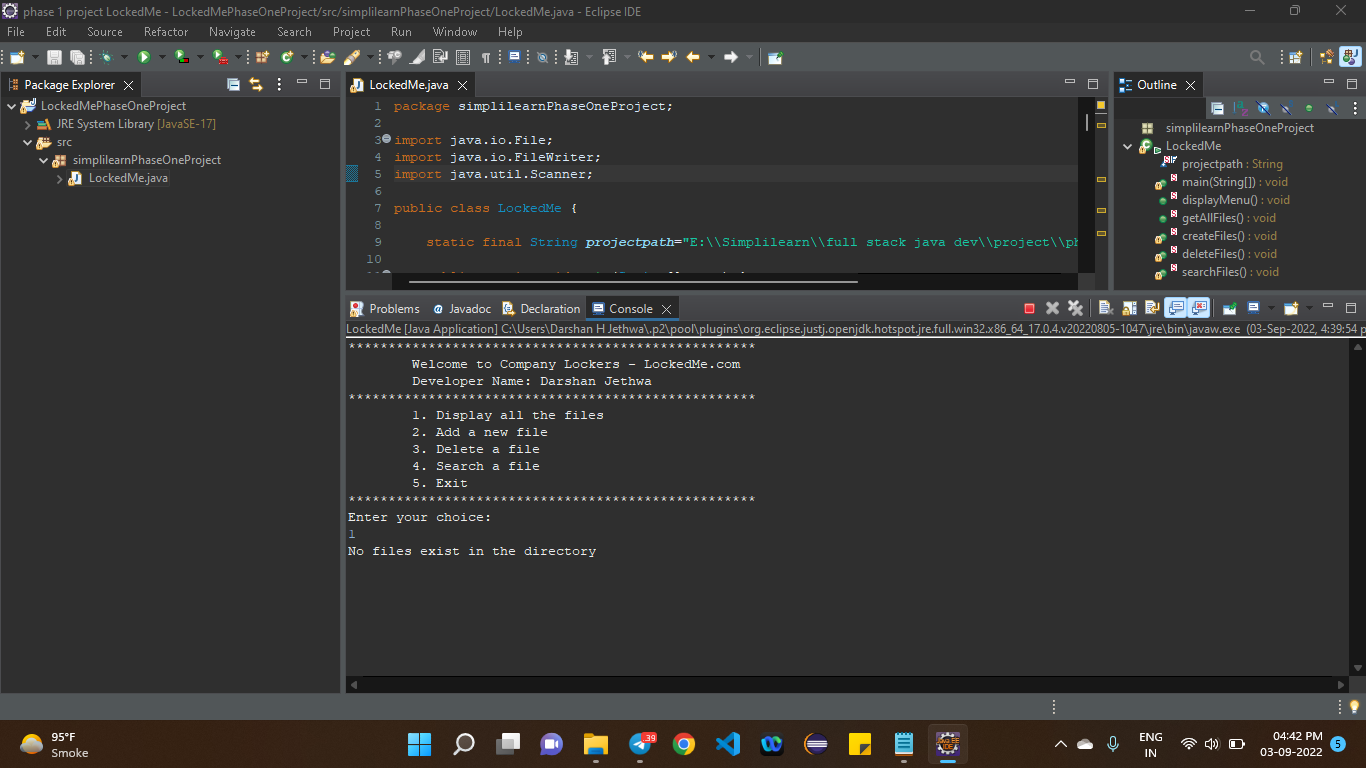 phase 1 project LockedMe - LockedMePhaseOneProject/src/simplilearnPhaseOneProject/LockedMe.java - Eclipse IDE
File Edit Source Refactor Navigate Search Project Run Window Help
Package Explorer
LockedMePhaseOneProject
JRE System Library [JavaSE-17]
src
simplilearnPhaseOneProject
LockedMe.java
LockedMe.java
1 package simplilearnPhaseOneProject;
2
3 import java.io.File;
4 import java.io.FileWriter;
5 import java.util.Scanner;
6
7 public class LockedMe {
8
9 static final String projectpath="E:\\Simplilearn\\full stack java dev\\project\\ph
10
Outline
simplilearnPhaseOneProject
LockedMe
projectpath : String
main(String[]) : void
displayMenu() : void
getAllFiles() : void
createFiles() : void
deleteFiles() : void
searchFiles() : void
Problems Javadoc Declaration Console
LockedMe [Java Application] C:\Users\Darshan H Jethwa\.p2\pool\plugins\org.eclipse.justj.openjdk.hotspot.jre.full.win32.x86_64_17.0.4.v20220805-1047\jre\bin\javaw.exe (03-Sep-2022, 4:39:54 p
***************************************************
Welcome to Company Lockers - LockedMe.com
Developer Name: Darshan Jethwa
***************************************************
1. Display all the files
2. Add a new file
3. Delete a file
4. Search a file
5. Exit
***************************************************
Enter your choice:
1
No files exist in the directory
95°F
Smoke
39
ENG
IN
04:42 PM
03-09-2022
5